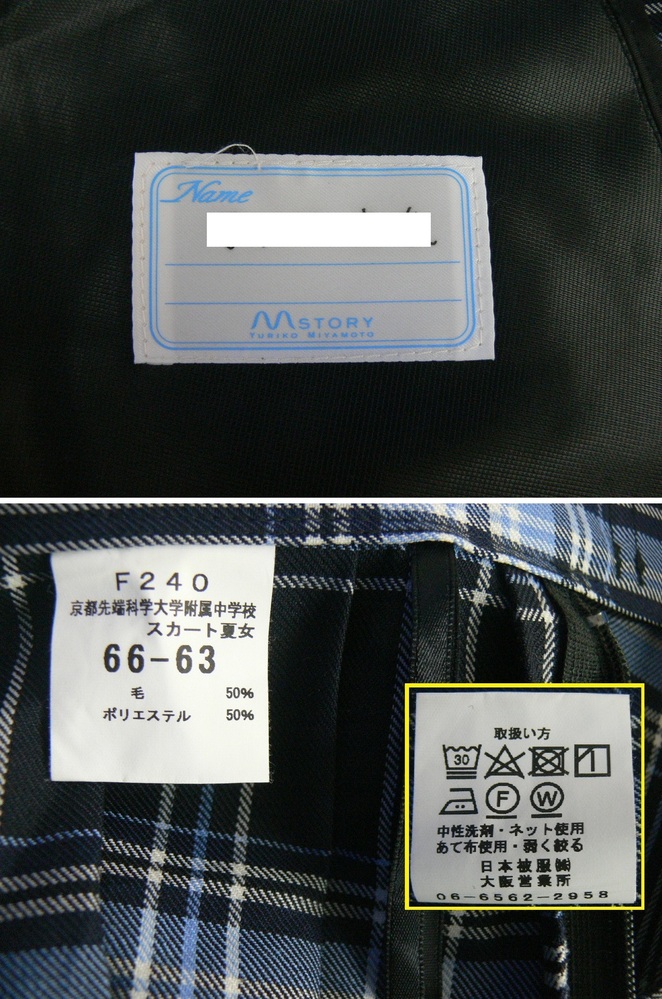 Name
MSTORY
YURIKO MIYAMOTO
F240
京都先端科学大学附属中学校
スカート夏女
66-63
毛 50%
ポリエステル 50%
取扱い方
30
F W
中性洗剤・ネット使用
あて布使用・弱く絞る
日本被服㈱
大阪営業所
06-6562-2958